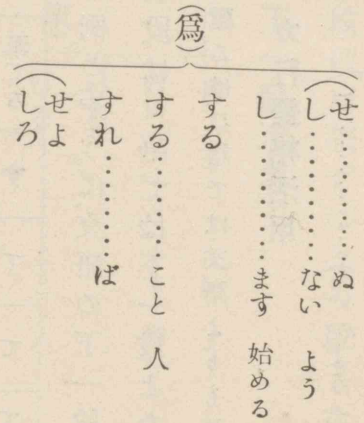 (爲)
せ…………ぬ
し………ない よう
し…………ます 始める
する
する………こと 人
すれ………ば
せよ
しろ